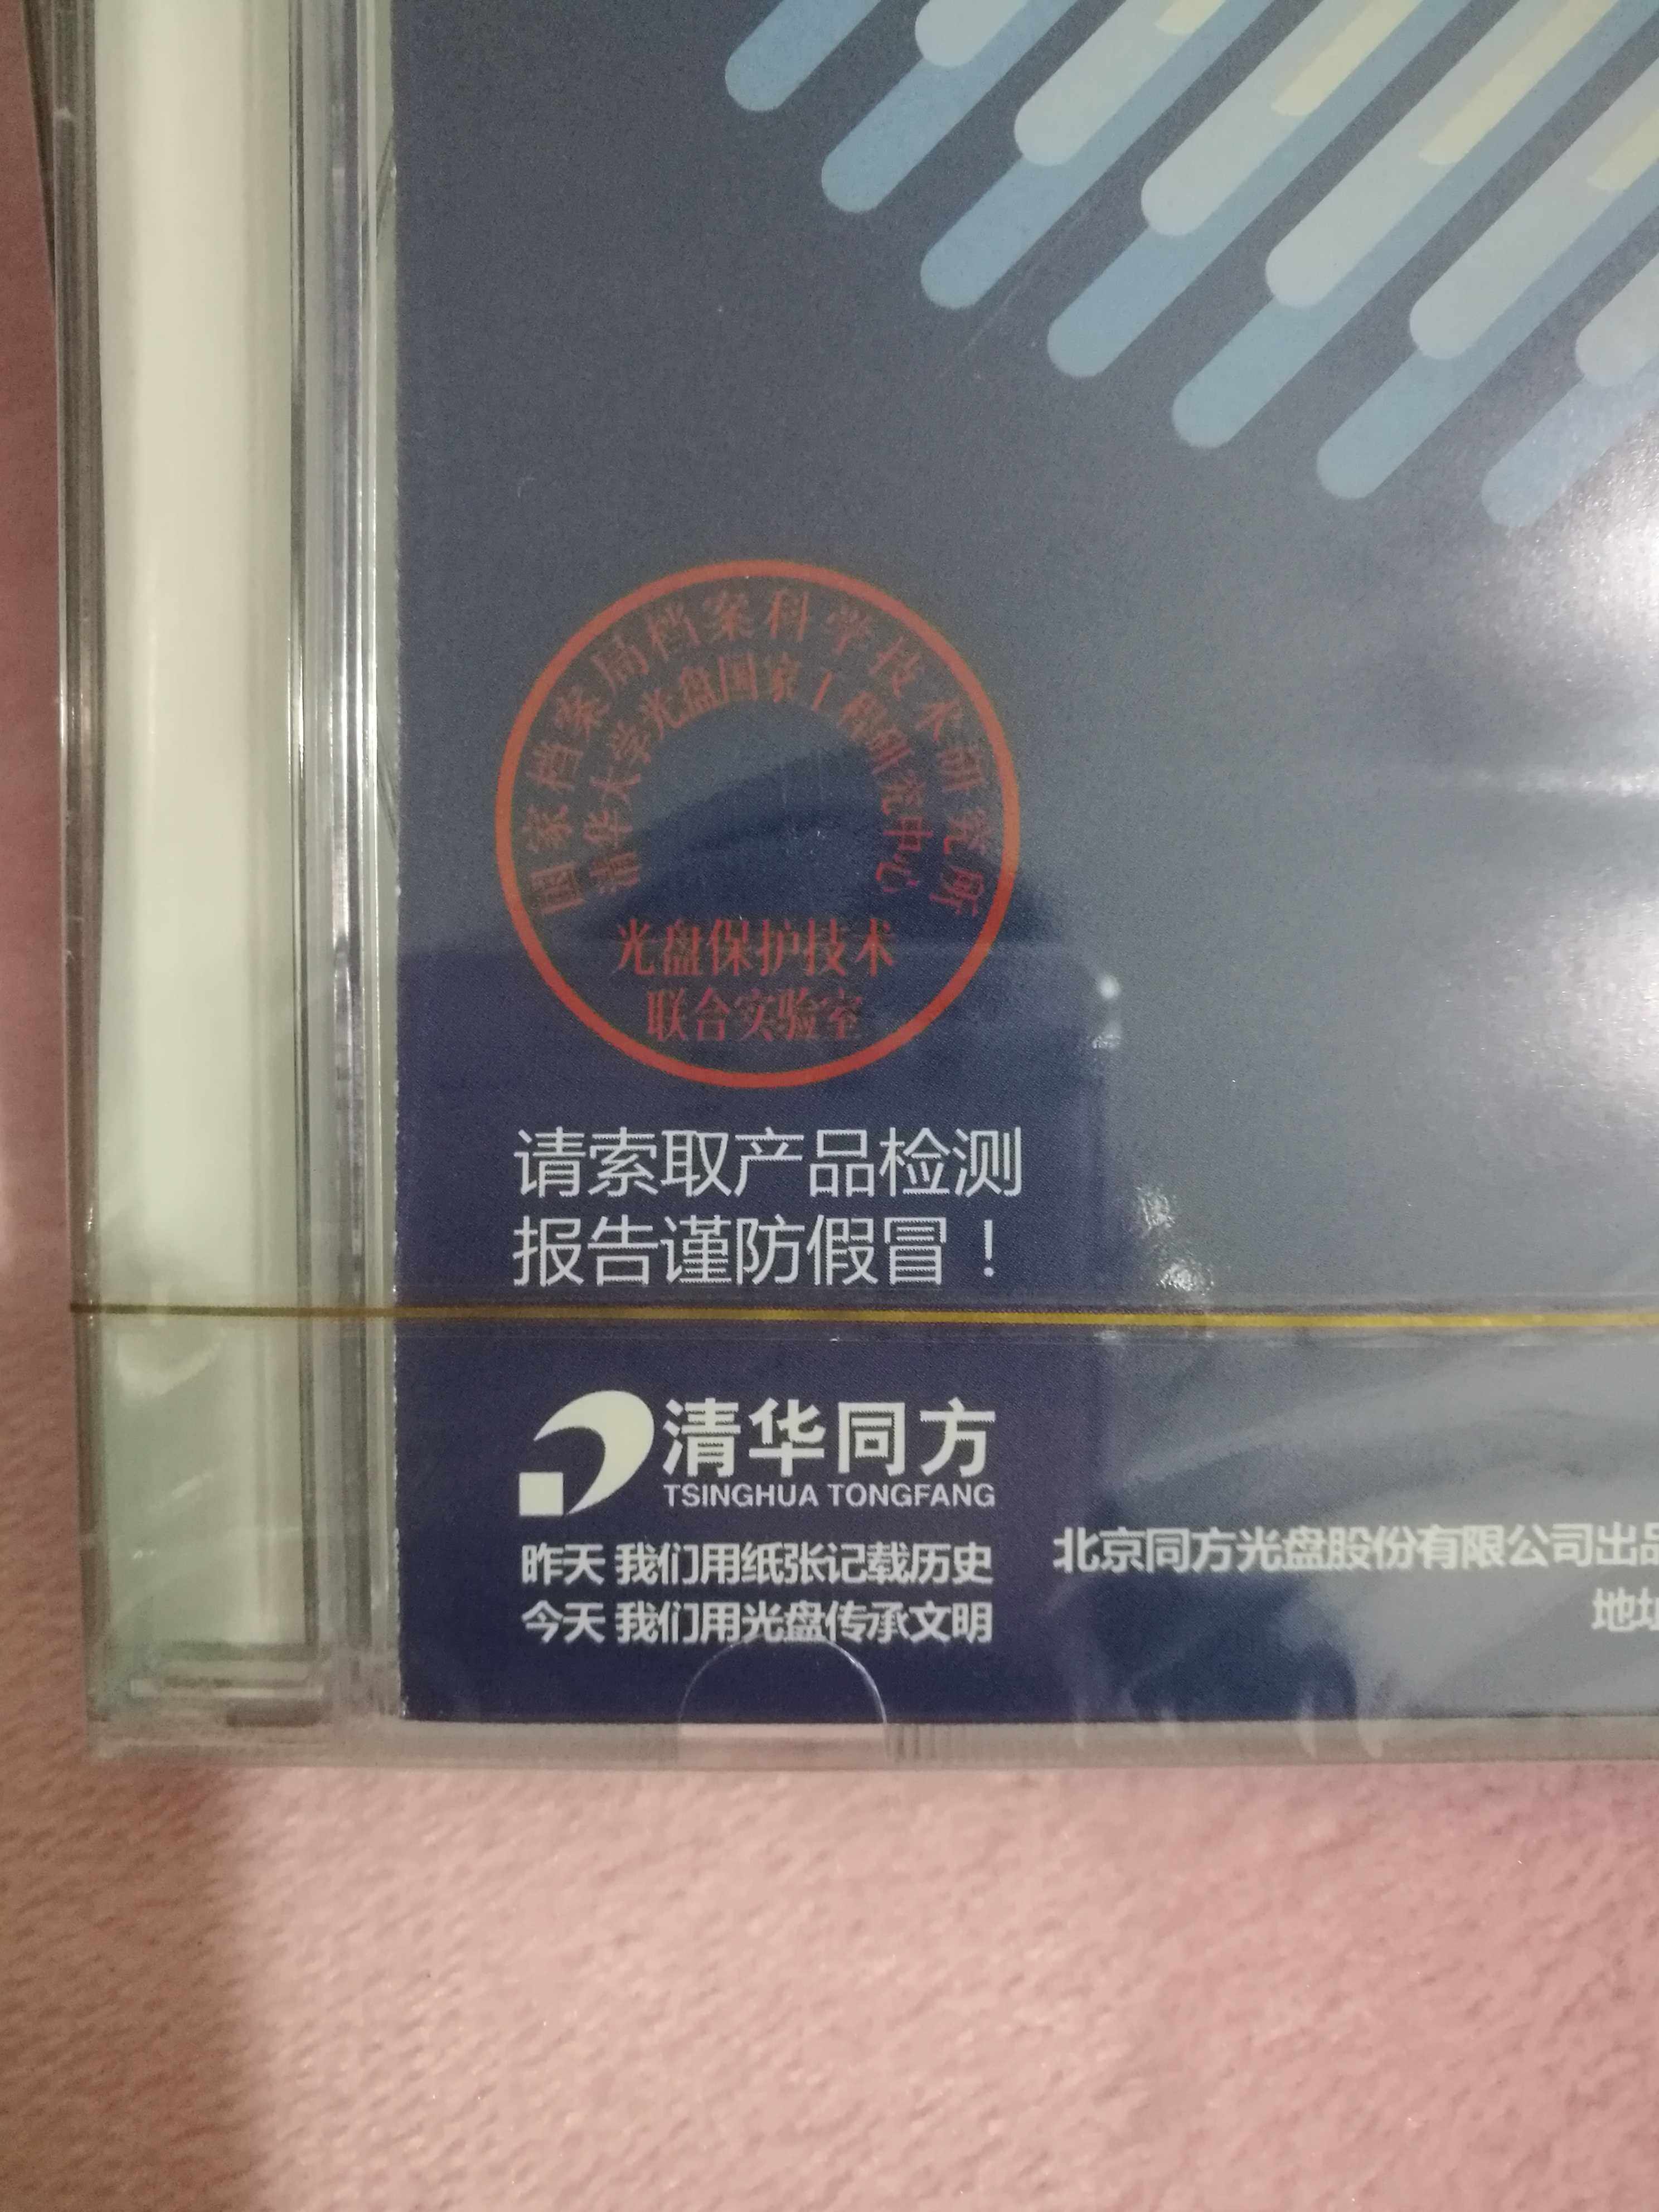 国家档案局档案科学技术研究所
清华大学光盘国家工程研究中心
光盘保护技术
联合实验室
请索取产品检测
报告谨防假冒！
清华同方
TSINGHUA TONGFANG
昨天 我们用纸张记载历史
今天 我们用光盘传承文明
北京同方光盘股份有限公司出品
地址